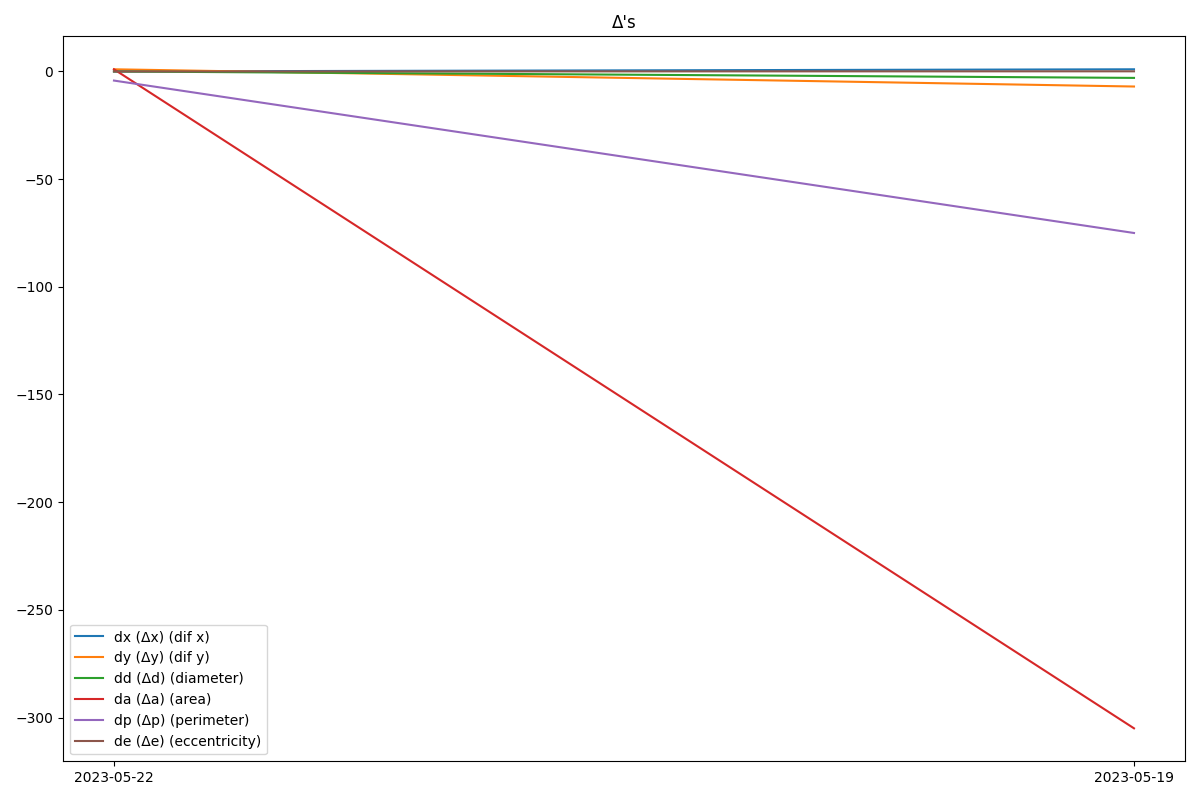 Δ's
0
−50
−100
−150
−200
−250
−300
dx (Δx) (dif x)
dy (Δy) (dif y)
dd (Δd) (diameter)
da (Δa) (area)
dp (Δp) (perimeter)
de (Δe) (eccentricity)
2023-05-22
2023-05-19